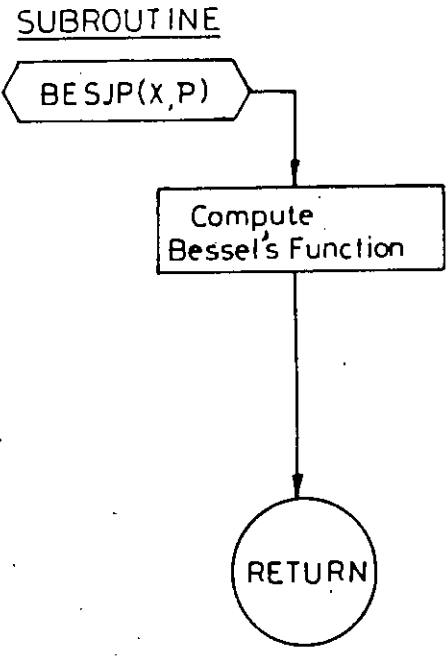 SUBROUTINE
BESJP(X,P)
Compute
Bessel's Function
RETURN